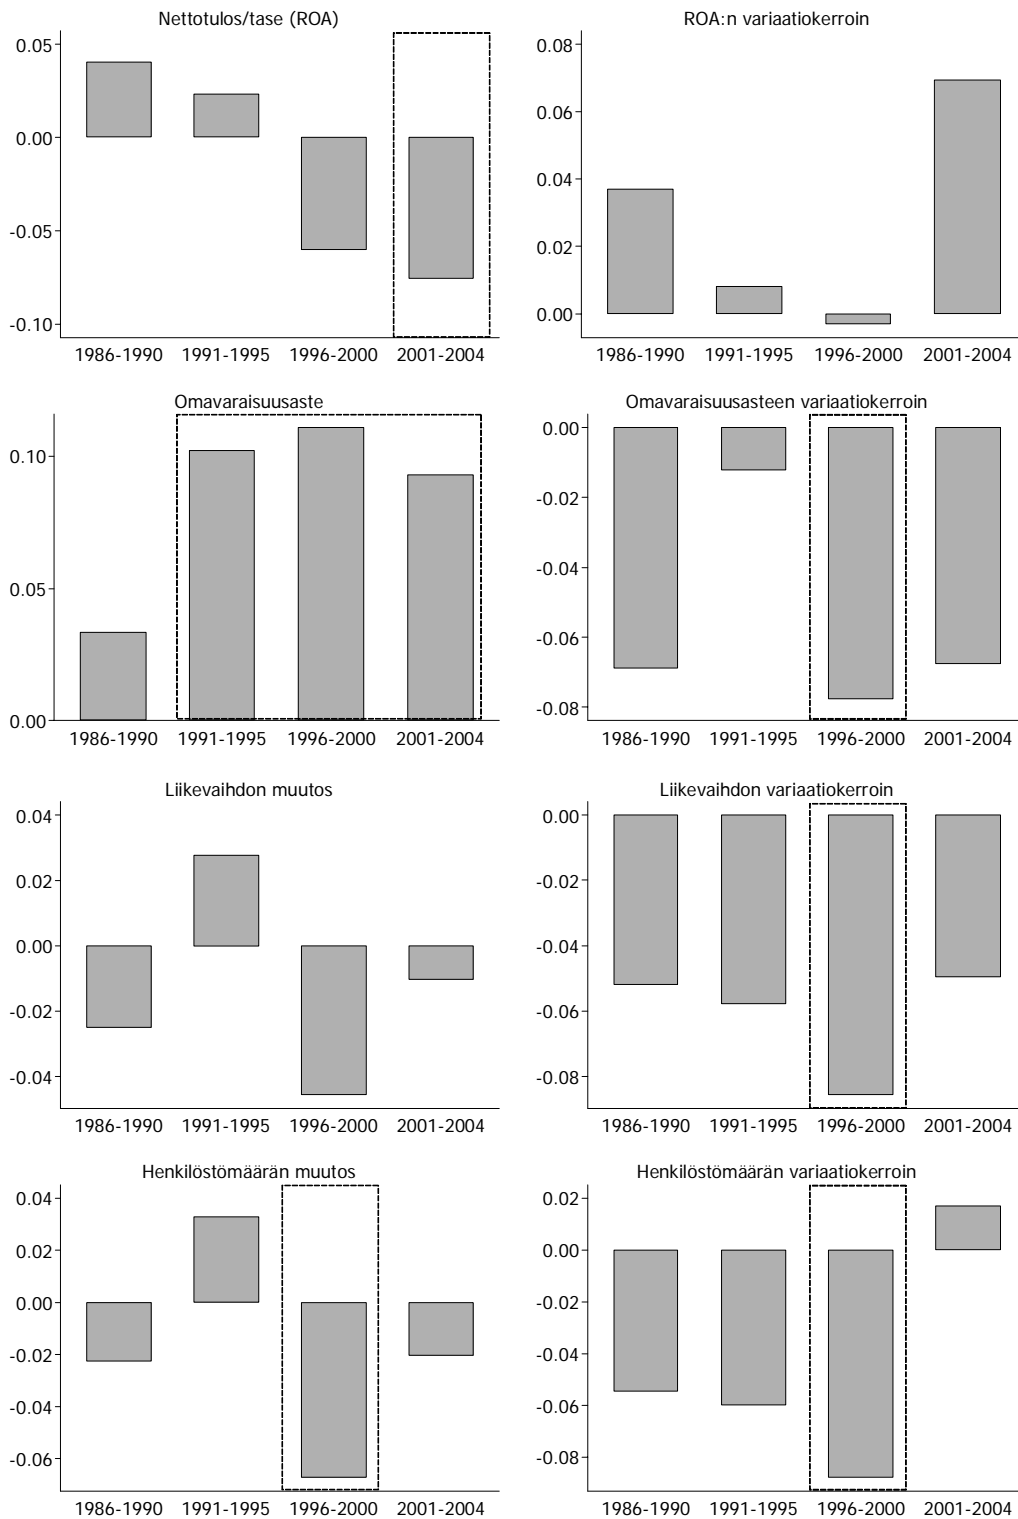 Nettotulos/tase (ROA)
0.05
0.00
-0.05
-0.10
1986-1990 1991-1995 1996-2000 2001-2004
ROA:n variaatiokerroin
0.08
0.06
0.04
0.02
0.00
1986-1990 1991-1995 1996-2000 2001-2004
Omavaraisuusaste
0.10
0.05
0.00
1986-1990 1991-1995 1996-2000 2001-2004
Omavaraisuusasteen variaatiokerroin
0.00
-0.02
-0.04
-0.06
-0.08
1986-1990 1991-1995 1996-2000 2001-2004
Liikevaihdon muutos
0.04
0.02
0.00
-0.02
-0.04
1986-1990 1991-1995 1996-2000 2001-2004
Liikevaihdon variaatiokerroin
0.00
-0.02
-0.04
-0.06
-0.08
1986-1990 1991-1995 1996-2000 2001-2004
Henkilöstömäärän muutos
0.04
0.02
0.00
-0.02
-0.04
-0.06
1986-1990 1991-1995 1996-2000 2001-2004
Henkilöstömäärän variaatiokerroin
0.02
0.00
-0.02
-0.04
-0.06
-0.08
1986-1990 1991-1995 1996-2000 2001-2004